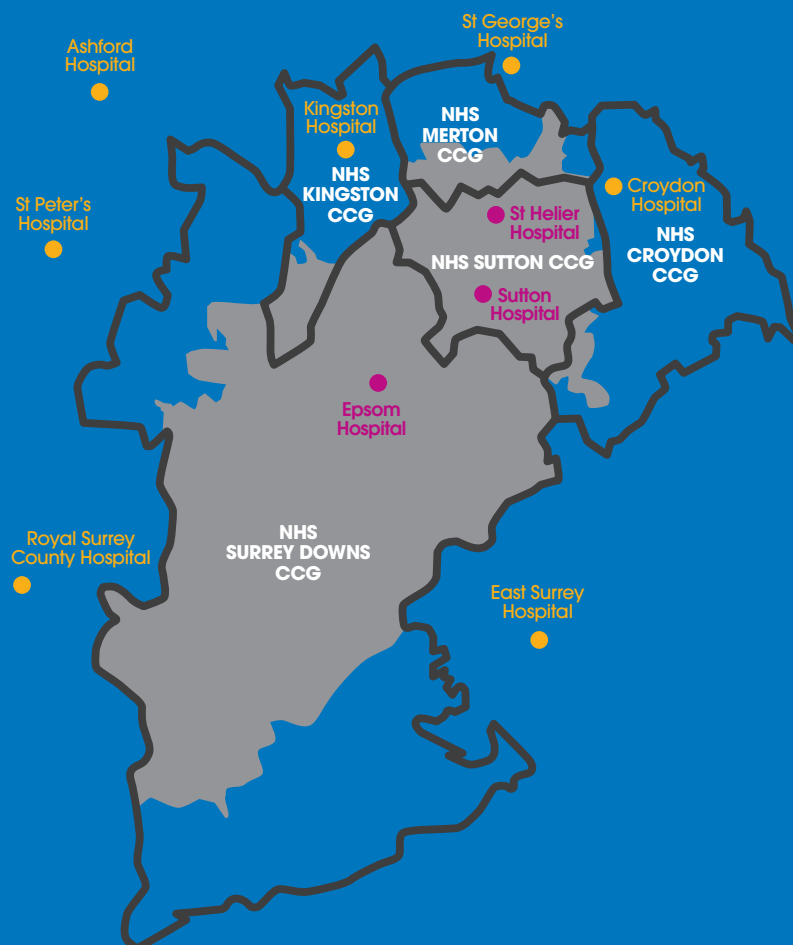 St George's
Hospital
Ashford
Hospital
Kingston
Hospital
NHS
MERTON
CCG
NHS
KINGSTON
CCG
St Peter's
Hospital
Croydon
Hospital
St Helier
Hospital
NHS
CROYDON
CCG
NHS SUTTON CCG
Sutton
Hospital
Epsom
Hospital
NHS
SURREY DOWNS
CCG
Royal Surrey
County Hospital
East Surrey
Hospital